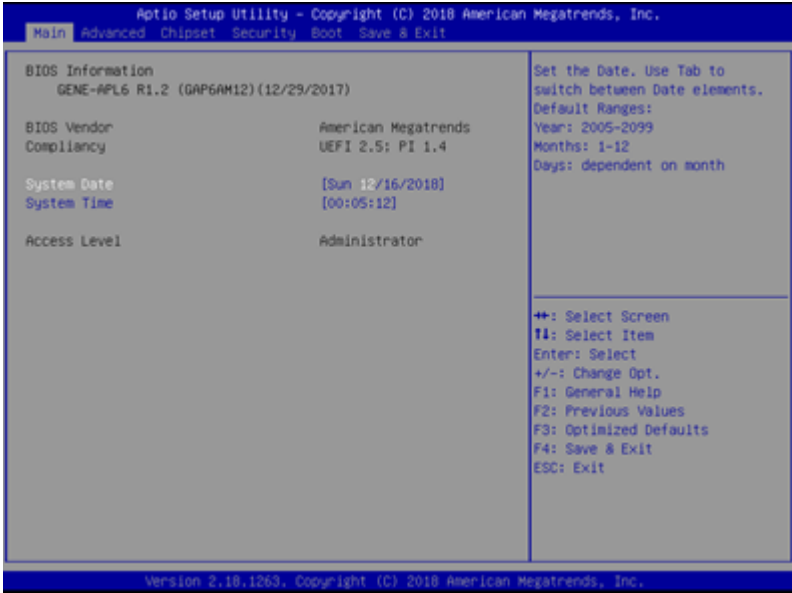 Aptio Setup Utility – Copyright (C) 2018 American Megatrends, Inc.
Main Advanced Chipset Security Boot Save & Exit
BIOS Information
GENE-APL6 R1.2 (GAP6AM12)(12/29/2017)
BIOS Vendor American Megatrends
Compliancy UEFI 2.5; PI 1.4
System Date [Sun 12/16/2018]
System Time [00:05:12]
Access Level Administrator
Set the Date. Use Tab to
switch between Date elements.
Default Ranges:
Year: 2005-2099
Months: 1-12
Days: dependent on month
→←: Select Screen
↑↓: Select Item
Enter: Select
+/-: Change Opt.
F1: General Help
F2: Previous Values
F3: Optimized Defaults
F4: Save & Exit
ESC: Exit
Version 2.18.1263. Copyright (C) 2018 American Megatrends, Inc.